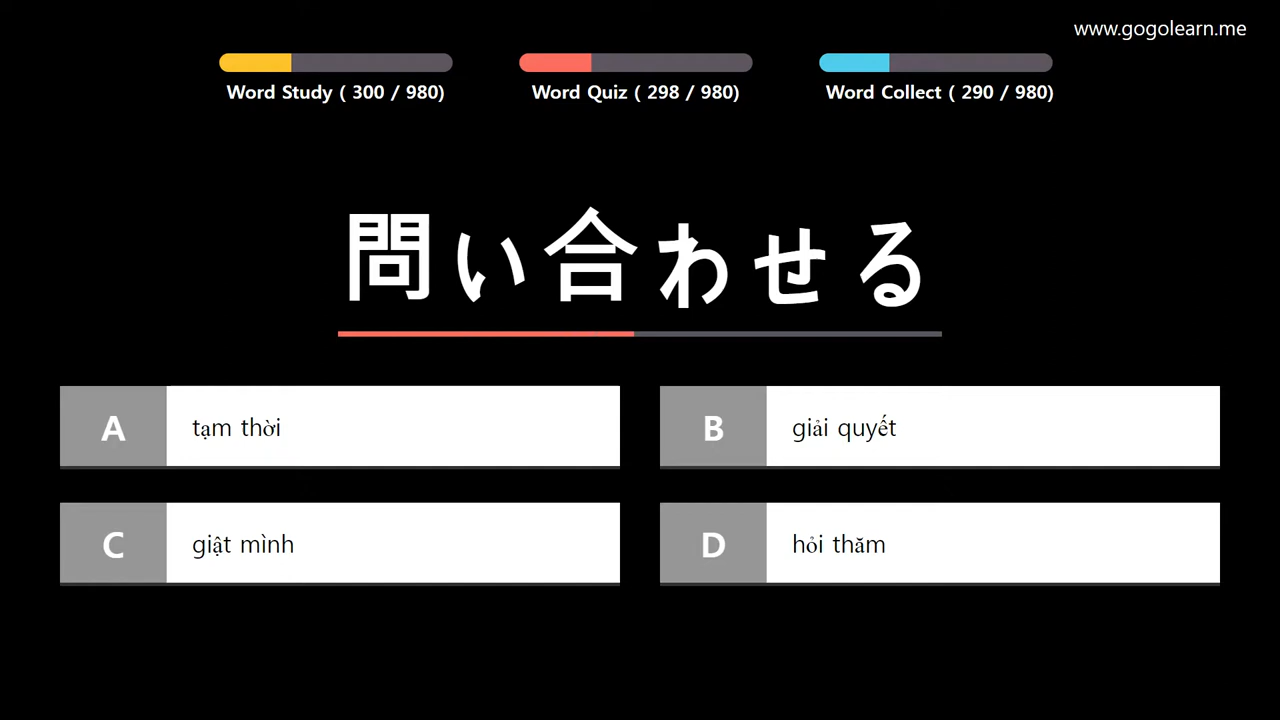 www.gogolearn.me
Word Study ( 300 / 980)
Word Quiz ( 298 / 980)
Word Collect ( 290 / 980)
問い合わせる
A tạm thời
B giải quyết
C giật mình
D hỏi thăm